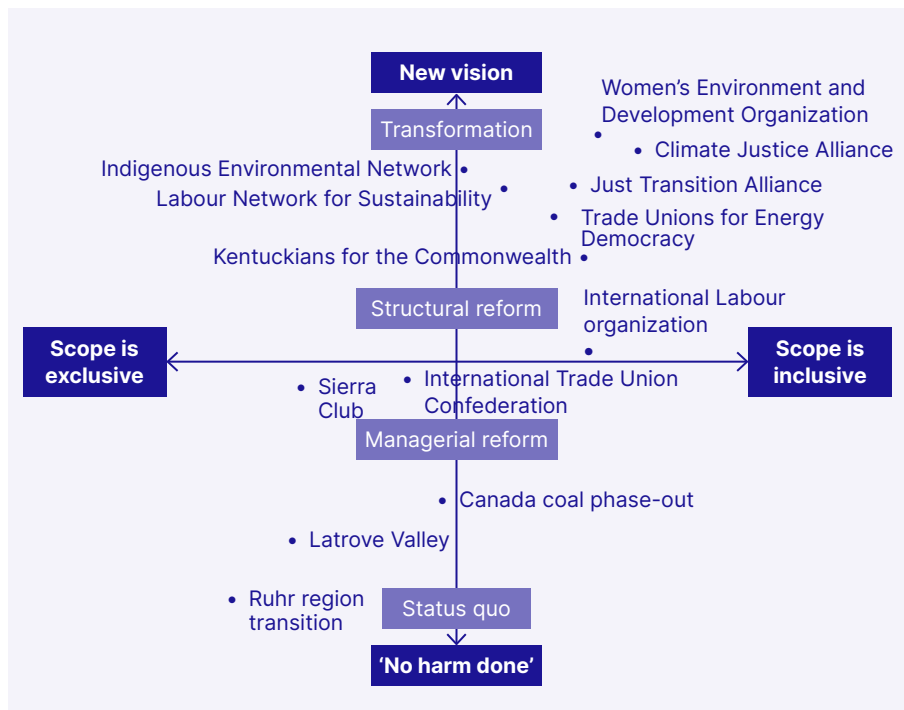 New vision
Transformation
Women’s Environment and
Development Organization
Climate Justice Alliance
Indigenous Environmental Network
Just Transition Alliance
Labour Network for Sustainability
Trade Unions for Energy
Democracy
Kentuckians for the Commonwealth
Structural reform
International Labour
organization
Scope is
exclusive
Scope is
inclusive
Sierra
Club
International Trade Union
Confederation
Managerial reform
Canada coal phase-out
Latrove Valley
Ruhr region
transition
Status quo
‘No harm done’